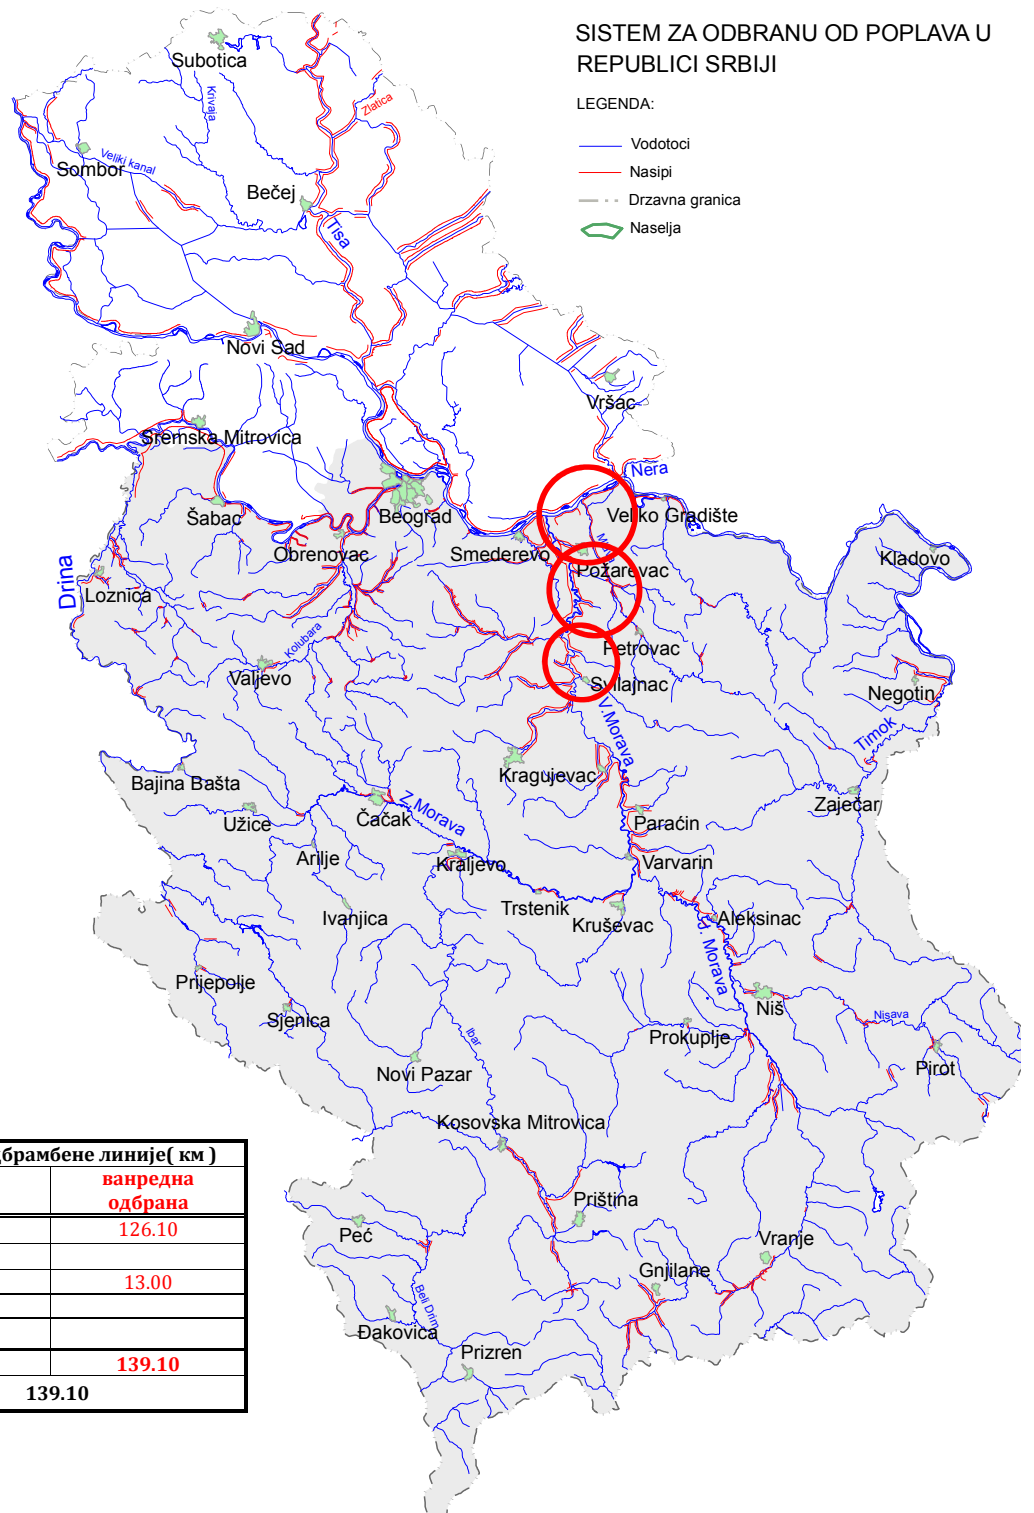 SISTEM ZA ODBRANU OD POPLAVA U
REPUBLICI SRBIJI
LEGENDA:
Vodotoci
Nasipi
Drzavna granica
Naselja
Subotica
Krivaja
Zlatica
Sombor
Veliki kanal
Bečej
Tisa
Novi Sad
Vršac
Sremska Mitrovica
Nera
Šabac
Beograd
Veliko Gradište
Obrenovac
Smederevo
Kladovo
Požarevac
Drina
Loznica
Kolubara
Petrovac
Valjevo
Svilajnac
Negotin
V.Morava
Timok
Bajina Bašta
Kragujevac
Užice
Čačak
Z.Morava
Zaječar
Paraćin
Arilje
Kraljevo
Varvarin
Ivanjica
Trstenik
Kruševac
Aleksinac
J. Morava
Prijepolje
Sjenica
Niš
Nisava
Ibar
Prokuplje
Novi Pazar
Pirot
Kosovska Mitrovica
Priština
Peć
Vranje
Gnjilane
Beli Drim
Đakovica
Prizren
дбрамбене линије( км )
ванредна
одбрана
126.10
13.00
139.10
139.10